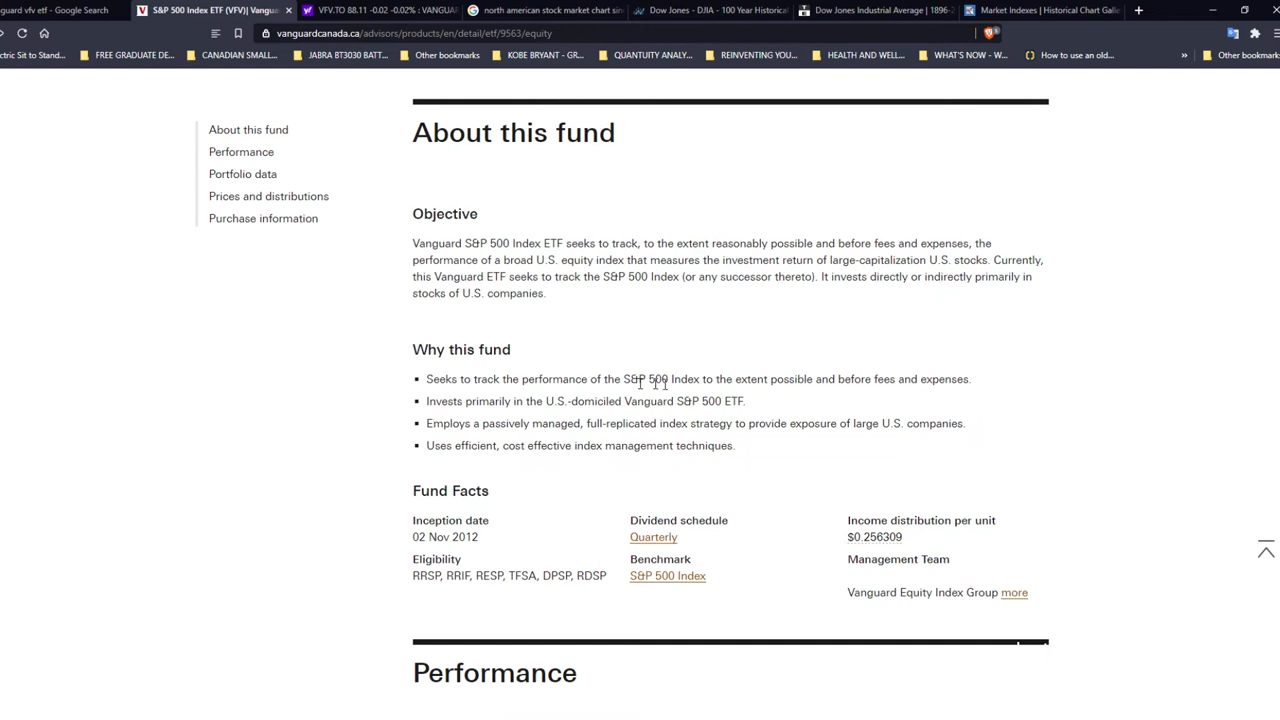 anguard vfv etf - Google Search
S&P 500 Index ETF (VFV)| Vangua
VFV.TO 88.11 -0.02 -0.02% : VANGUAR
north american stock market chart sin
Dow Jones - DJIA - 100 Year Historical
Dow Jones Industrial Average | 1896-2
Market Indexes | Historical Chart Galle
vanguardcanada.ca/advisors/products/en/detail/etf/9563/equity
ctric Sit to Stand...
FREE GRADUATE DE...
CANADIAN SMALL...
JABRA BT3030 BATT...
Other bookmarks
KOBE BRYANT - GR...
QUANTUITY ANALY...
REINVENTING YOU...
HEALTH AND WELL...
WHAT'S NOW - W...
How to use an old...
»
Other bookmarks
About this fund
Performance
Portfolio data
Prices and distributions
Purchase information
About this fund
Objective
Vanguard S&P 500 Index ETF seeks to track, to the extent reasonably possible and before fees and expenses, the
performance of a broad U.S. equity index that measures the investment return of large-capitalization U.S. stocks. Currently,
this Vanguard ETF seeks to track the S&P 500 Index (or any successor thereto). It invests directly or indirectly primarily in
stocks of U.S. companies.
Why this fund
▪ Seeks to track the performance of the S&P 500 Index to the extent possible and before fees and expenses.
▪ Invests primarily in the U.S.-domiciled Vanguard S&P 500 ETF.
▪ Employs a passively managed, full-replicated index strategy to provide exposure of large U.S. companies.
▪ Uses efficient, cost effective index management techniques.
Fund Facts
Inception date
02 Nov 2012
Dividend schedule
Quarterly
Income distribution per unit
$0.256309
Eligibility
RRSP, RRIF, RESP, TFSA, DPSP, RDSP
Benchmark
S&P 500 Index
Management Team
Vanguard Equity Index Group more
Performance